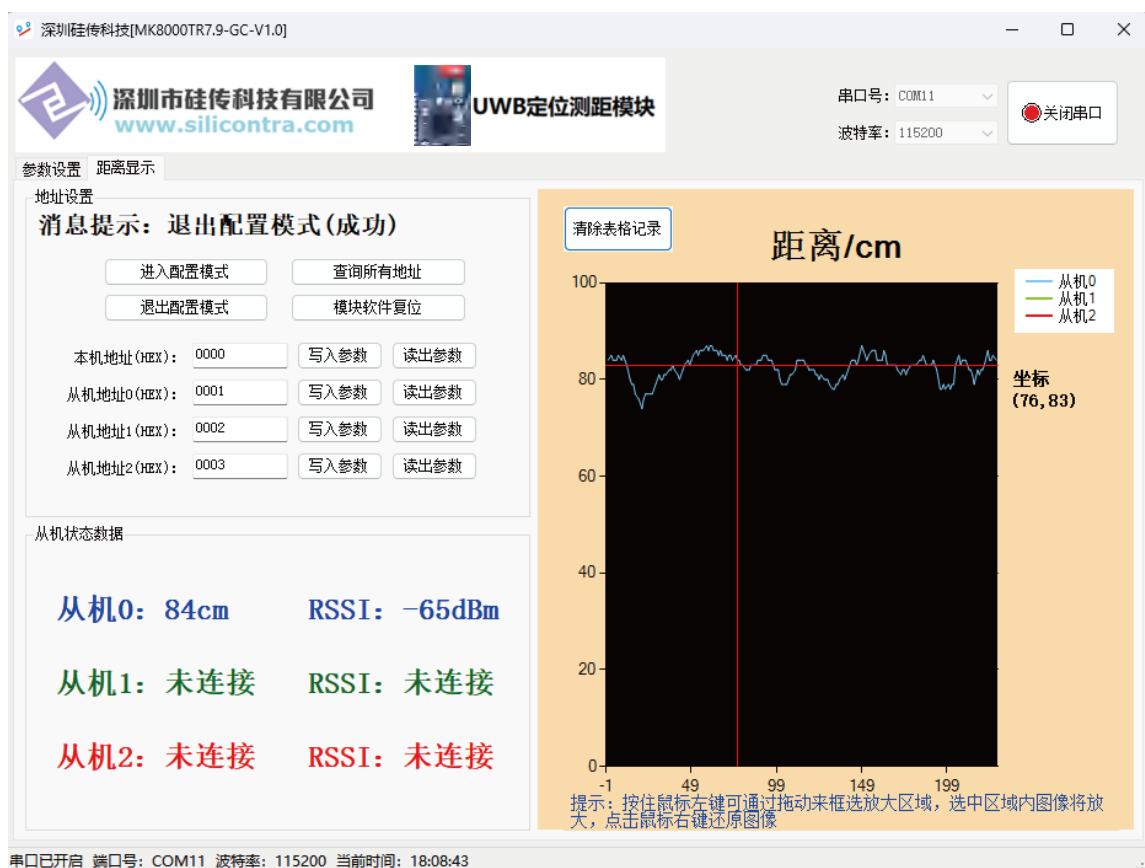 深圳硅传科技[MK8000TR7.9-GC-V1.0]
深圳市硅传科技有限公司
www.silicontra.com
UWB定位测距模块
串口号: COM11
波特率: 115200
关闭串口
参数设置 距离显示
地址设置
消息提示: 退出配置模式(成功)
进入配置模式 查询所有地址
退出配置模式 模块软件复位
本机地址(HEX): 0000 写入参数 读出参数
从机地址0(HEX): 0001 写入参数 读出参数
从机地址1(HEX): 0002 写入参数 读出参数
从机地址2(HEX): 0003 写入参数 读出参数
从机状态数据
从机0: 84cm RSSI: -65dBm
从机1: 未连接 RSSI: 未连接
从机2: 未连接 RSSI: 未连接
清除表格记录
距离/cm
100
80
60
40
20
0
-1 49 99 149 199
从机0
从机1
从机2
坐标
(76,83)
提示: 按住鼠标左键可通过拖动来框选放大区域, 选中区域内图像将放
大, 点击鼠标右键还原图像
串口已开启 端口号: COM11 波特率: 115200 当前时间: 18:08:43